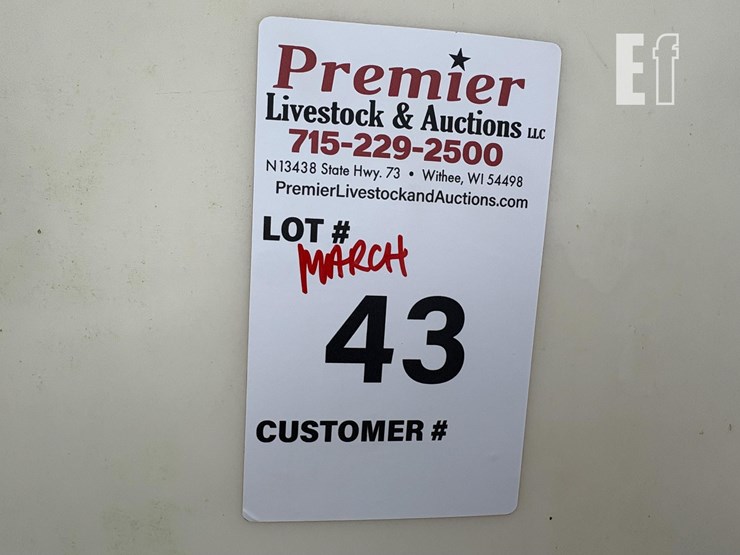 Ef
Premier
Livestock & Auctions LLC
715-229-2500
N13438 State Hwy. 73 • Withee, WI 54498
PremierLivestockandAuctions.com
LOT #
MARCH
43
CUSTOMER #